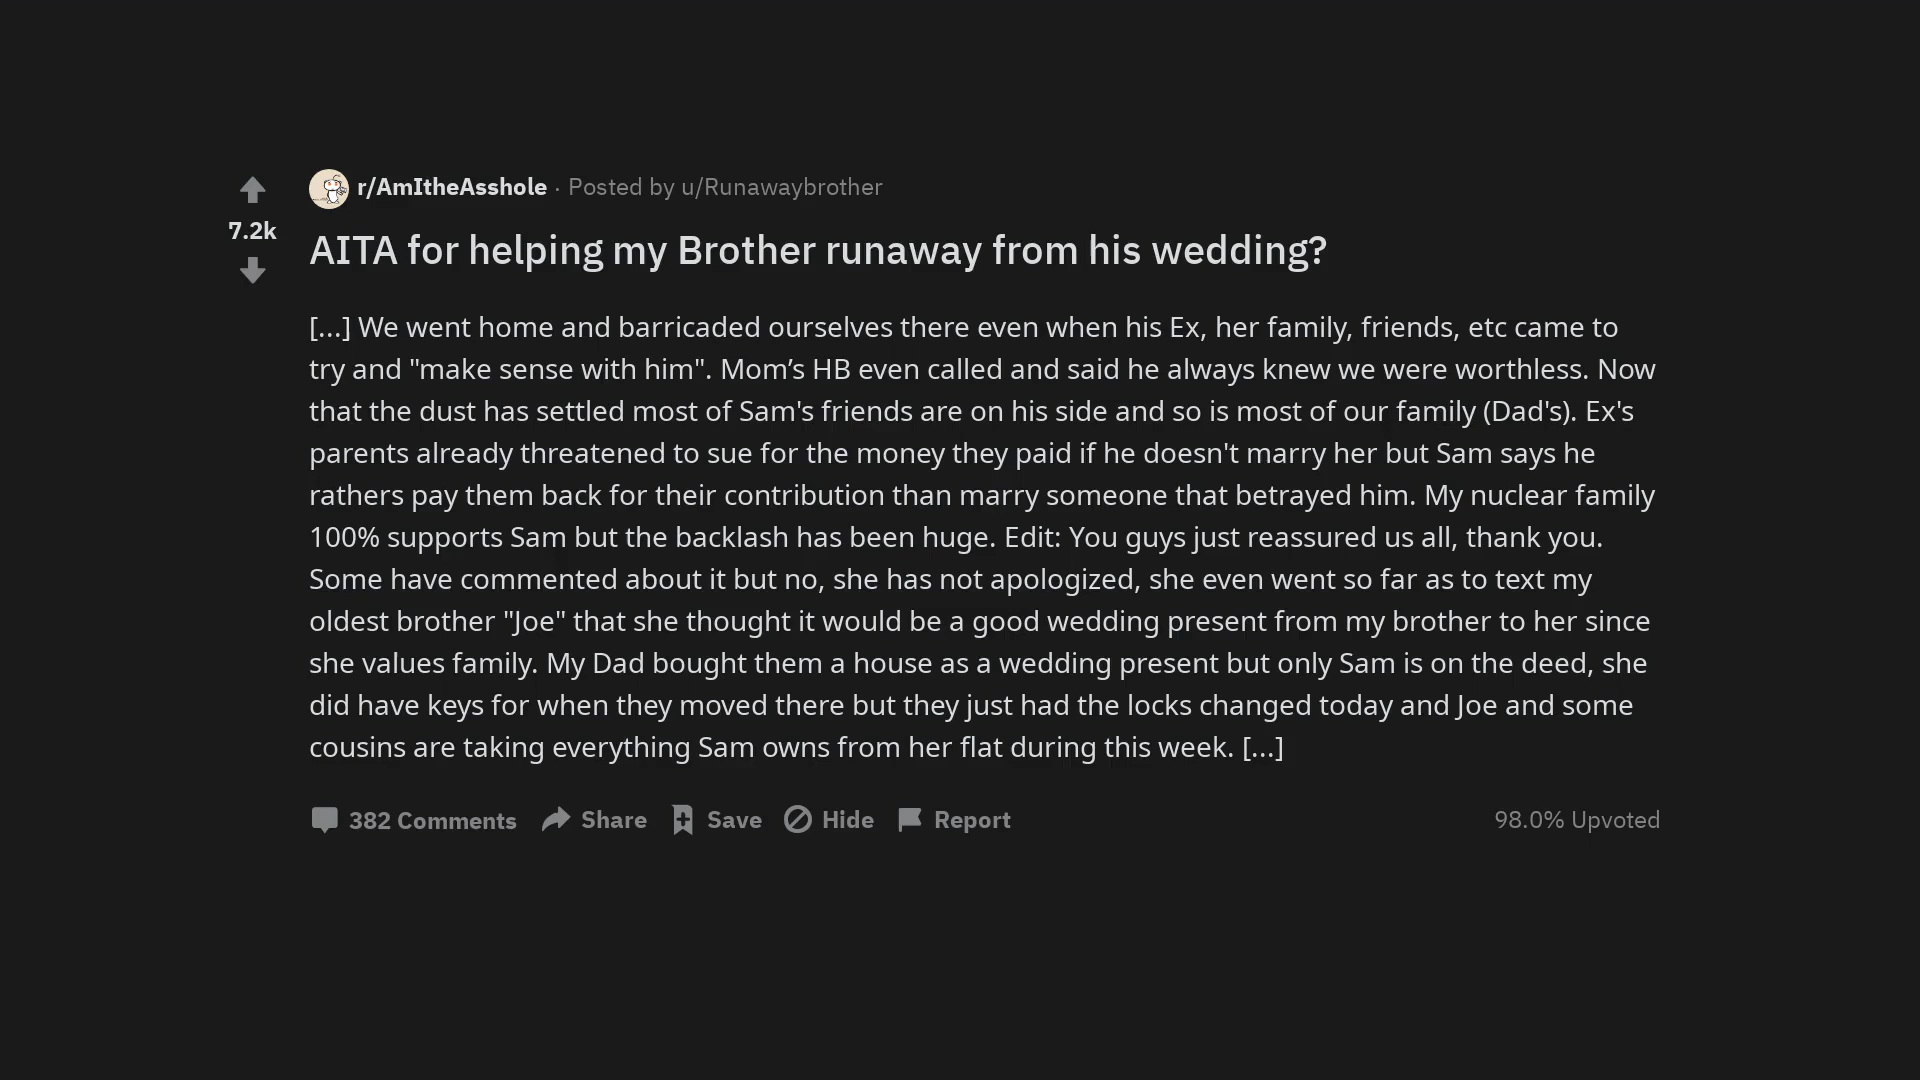 r/AmItheAsshole · Posted by u/Runawaybrother
7.2k
AITA for helping my Brother runaway from his wedding?
[...] We went home and barricaded ourselves there even when his Ex, her family, friends, etc came to
try and "make sense with him". Mom’s HB even called and said he always knew we were worthless. Now
that the dust has settled most of Sam's friends are on his side and so is most of our family (Dad's). Ex's
parents already threatened to sue for the money they paid if he doesn't marry her but Sam says he
rathers pay them back for their contribution than marry someone that betrayed him. My nuclear family
100% supports Sam but the backlash has been huge. Edit: You guys just reassured us all, thank you.
Some have commented about it but no, she has not apologized, she even went so far as to text my
oldest brother "Joe" that she thought it would be a good wedding present from my brother to her since
she values family. My Dad bought them a house as a wedding present but only Sam is on the deed, she
did have keys for when they moved there but they just had the locks changed today and Joe and some
cousins are taking everything Sam owns from her flat during this week. [...]
382 Comments Share Save Hide Report 98.0% Upvoted